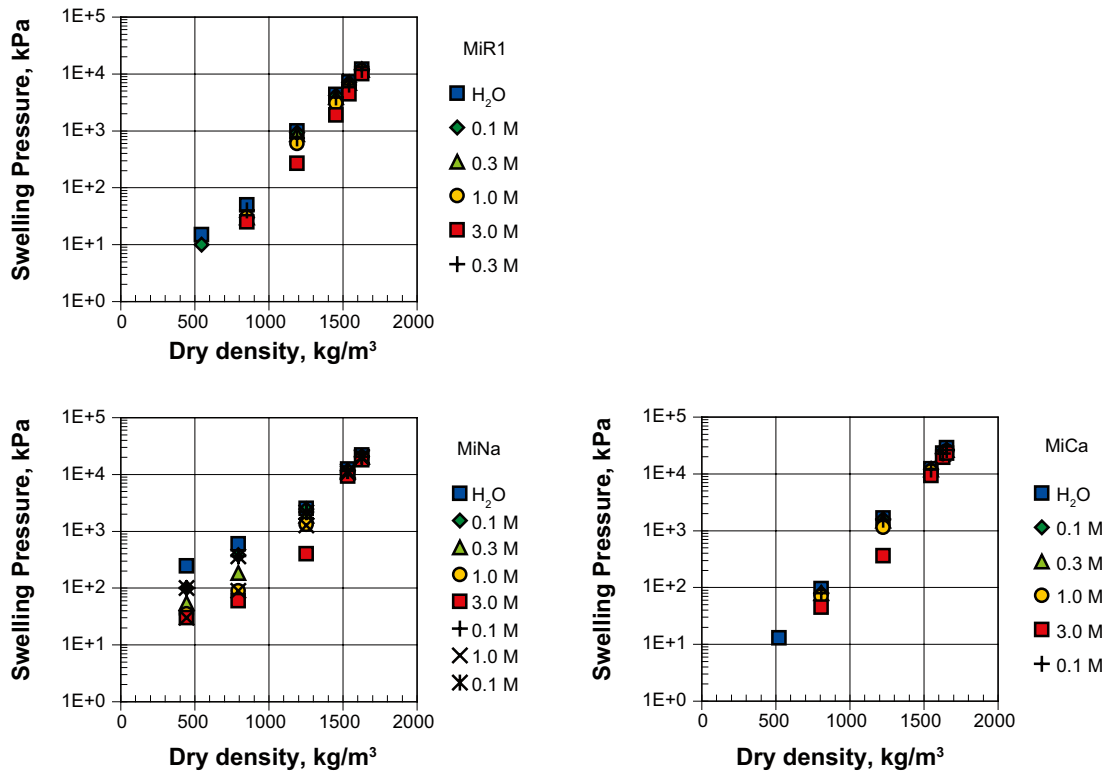 1E+5
1E+4
1E+3
1E+2
1E+1
1E+0
Swelling Pressure, kPa
0 500 1000 1500 2000
Dry density, kg/m³
MiR1
H₂O
0.1 M
0.3 M
1.0 M
3.0 M
0.3 M
1E+5
1E+4
1E+3
1E+2
1E+1
1E+0
Swelling Pressure, kPa
0 500 1000 1500 2000
Dry density, kg/m³
MiNa
H₂O
0.1 M
0.3 M
1.0 M
3.0 M
0.1 M
1.0 M
0.1 M
1E+5
1E+4
1E+3
1E+2
1E+1
1E+0
Swelling Pressure, kPa
0 500 1000 1500 2000
Dry density, kg/m³
MiCa
H₂O
0.1 M
0.3 M
1.0 M
3.0 M
0.1 M